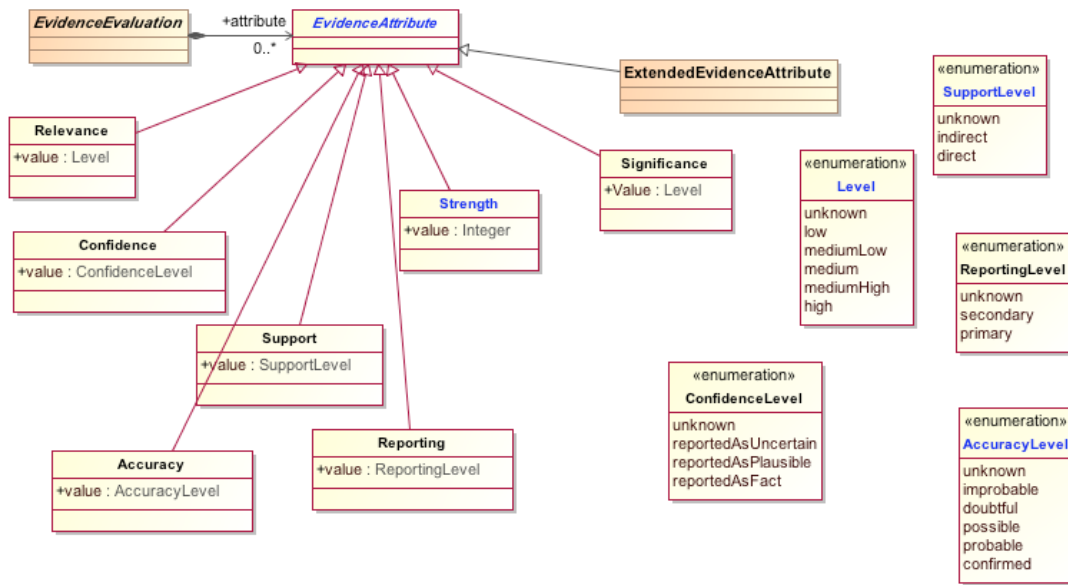 EvidenceEvaluation
+attribute
0..*
EvidenceAttribute
ExtendedEvidenceAttribute
Relevance
+value : Level
Confidence
+value : ConfidenceLevel
Support
+value : SupportLevel
Accuracy
+value : AccuracyLevel
Reporting
+value : ReportingLevel
Strength
+value : Integer
Significance
+Value : Level
«enumeration»
SupportLevel
unknown
indirect
direct
«enumeration»
Level
unknown
low
mediumLow
medium
mediumHigh
high
«enumeration»
ReportingLevel
unknown
secondary
primary
«enumeration»
ConfidenceLevel
unknown
reportedAsUncertain
reportedAsPlausible
reportedAsFact
«enumeration»
AccuracyLevel
unknown
improbable
doubtful
possible
probable
confirmed